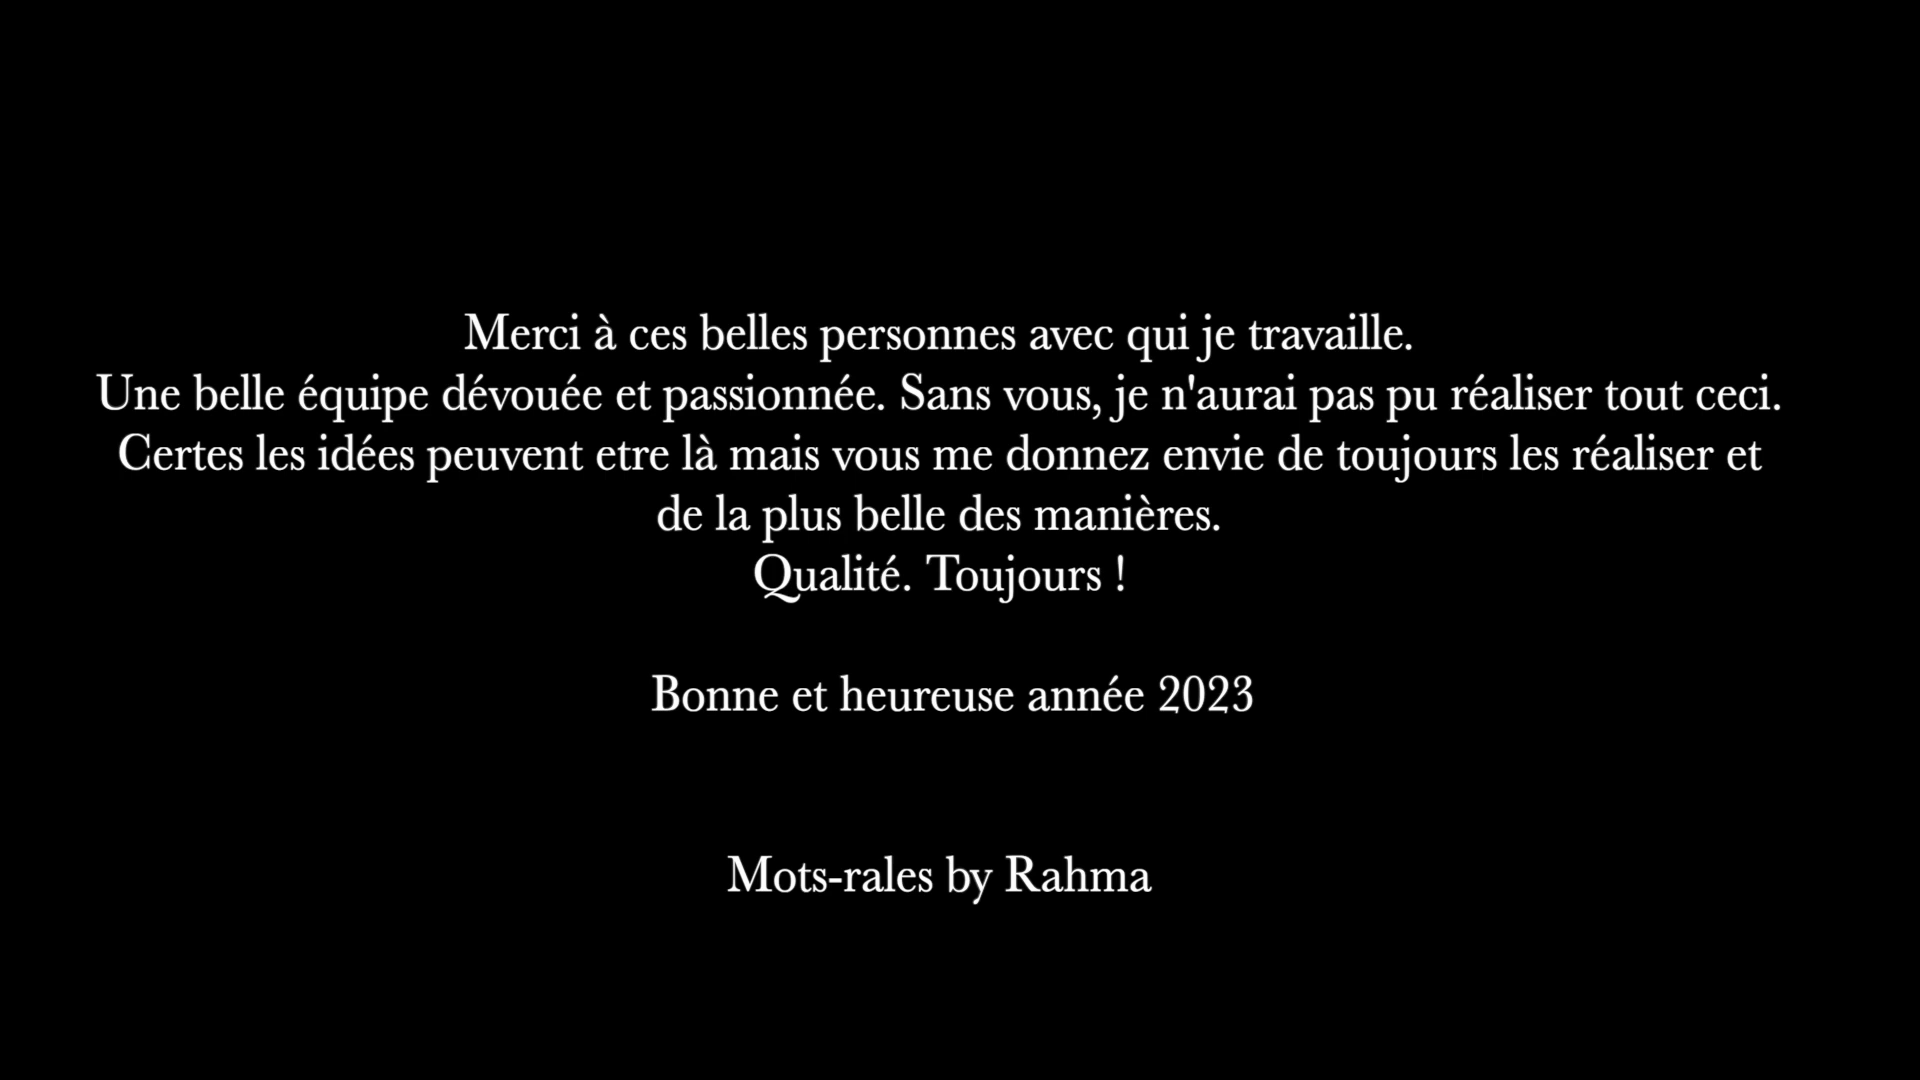 Merci à ces belles personnes avec qui je travaille.
Une belle équipe dévouée et passionnée. Sans vous, je n'aurai pas pu réaliser tout ceci.
Certes les idées peuvent etre là mais vous me donnez envie de toujours les réaliser et
de la plus belle des manières.
Qualité. Toujours !
Bonne et heureuse année 2023
Mots-rales by Rahma